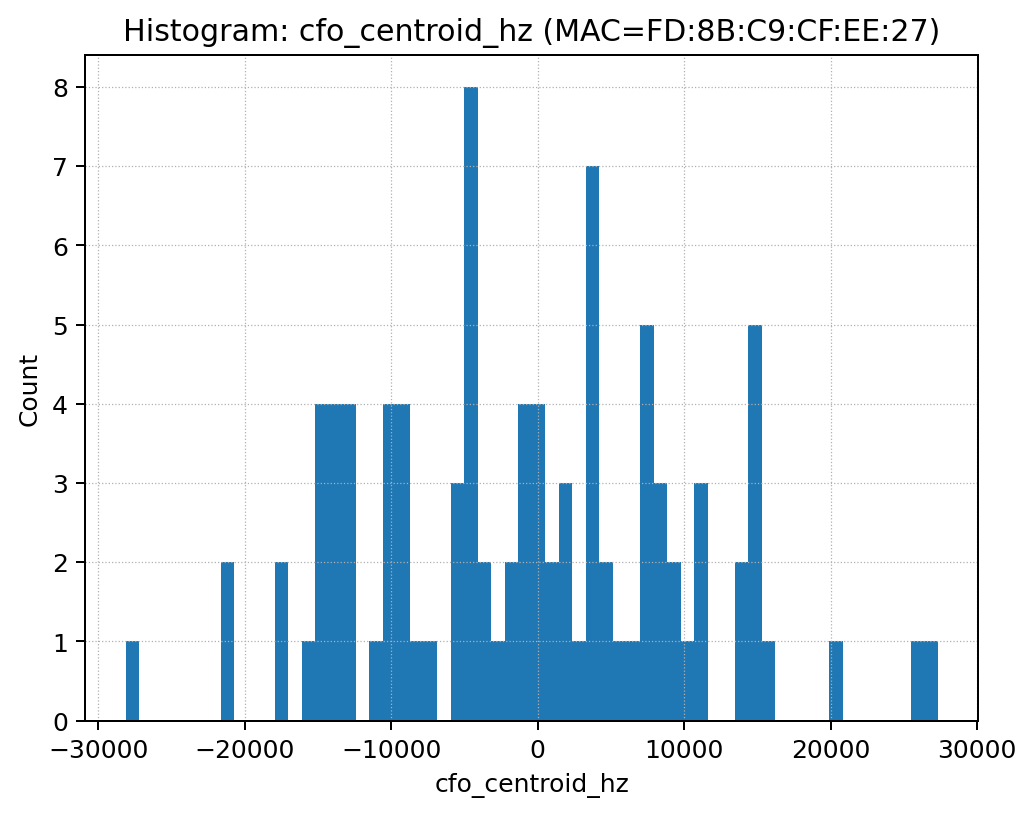 Histogram: cfo_centroid_hz (MAC=FD:8B:C9:CF:EE:27)
8
7
6
5
4
3
2
1
0
Count
−30000 −20000 −10000 0 10000 20000 30000
cfo_centroid_hz